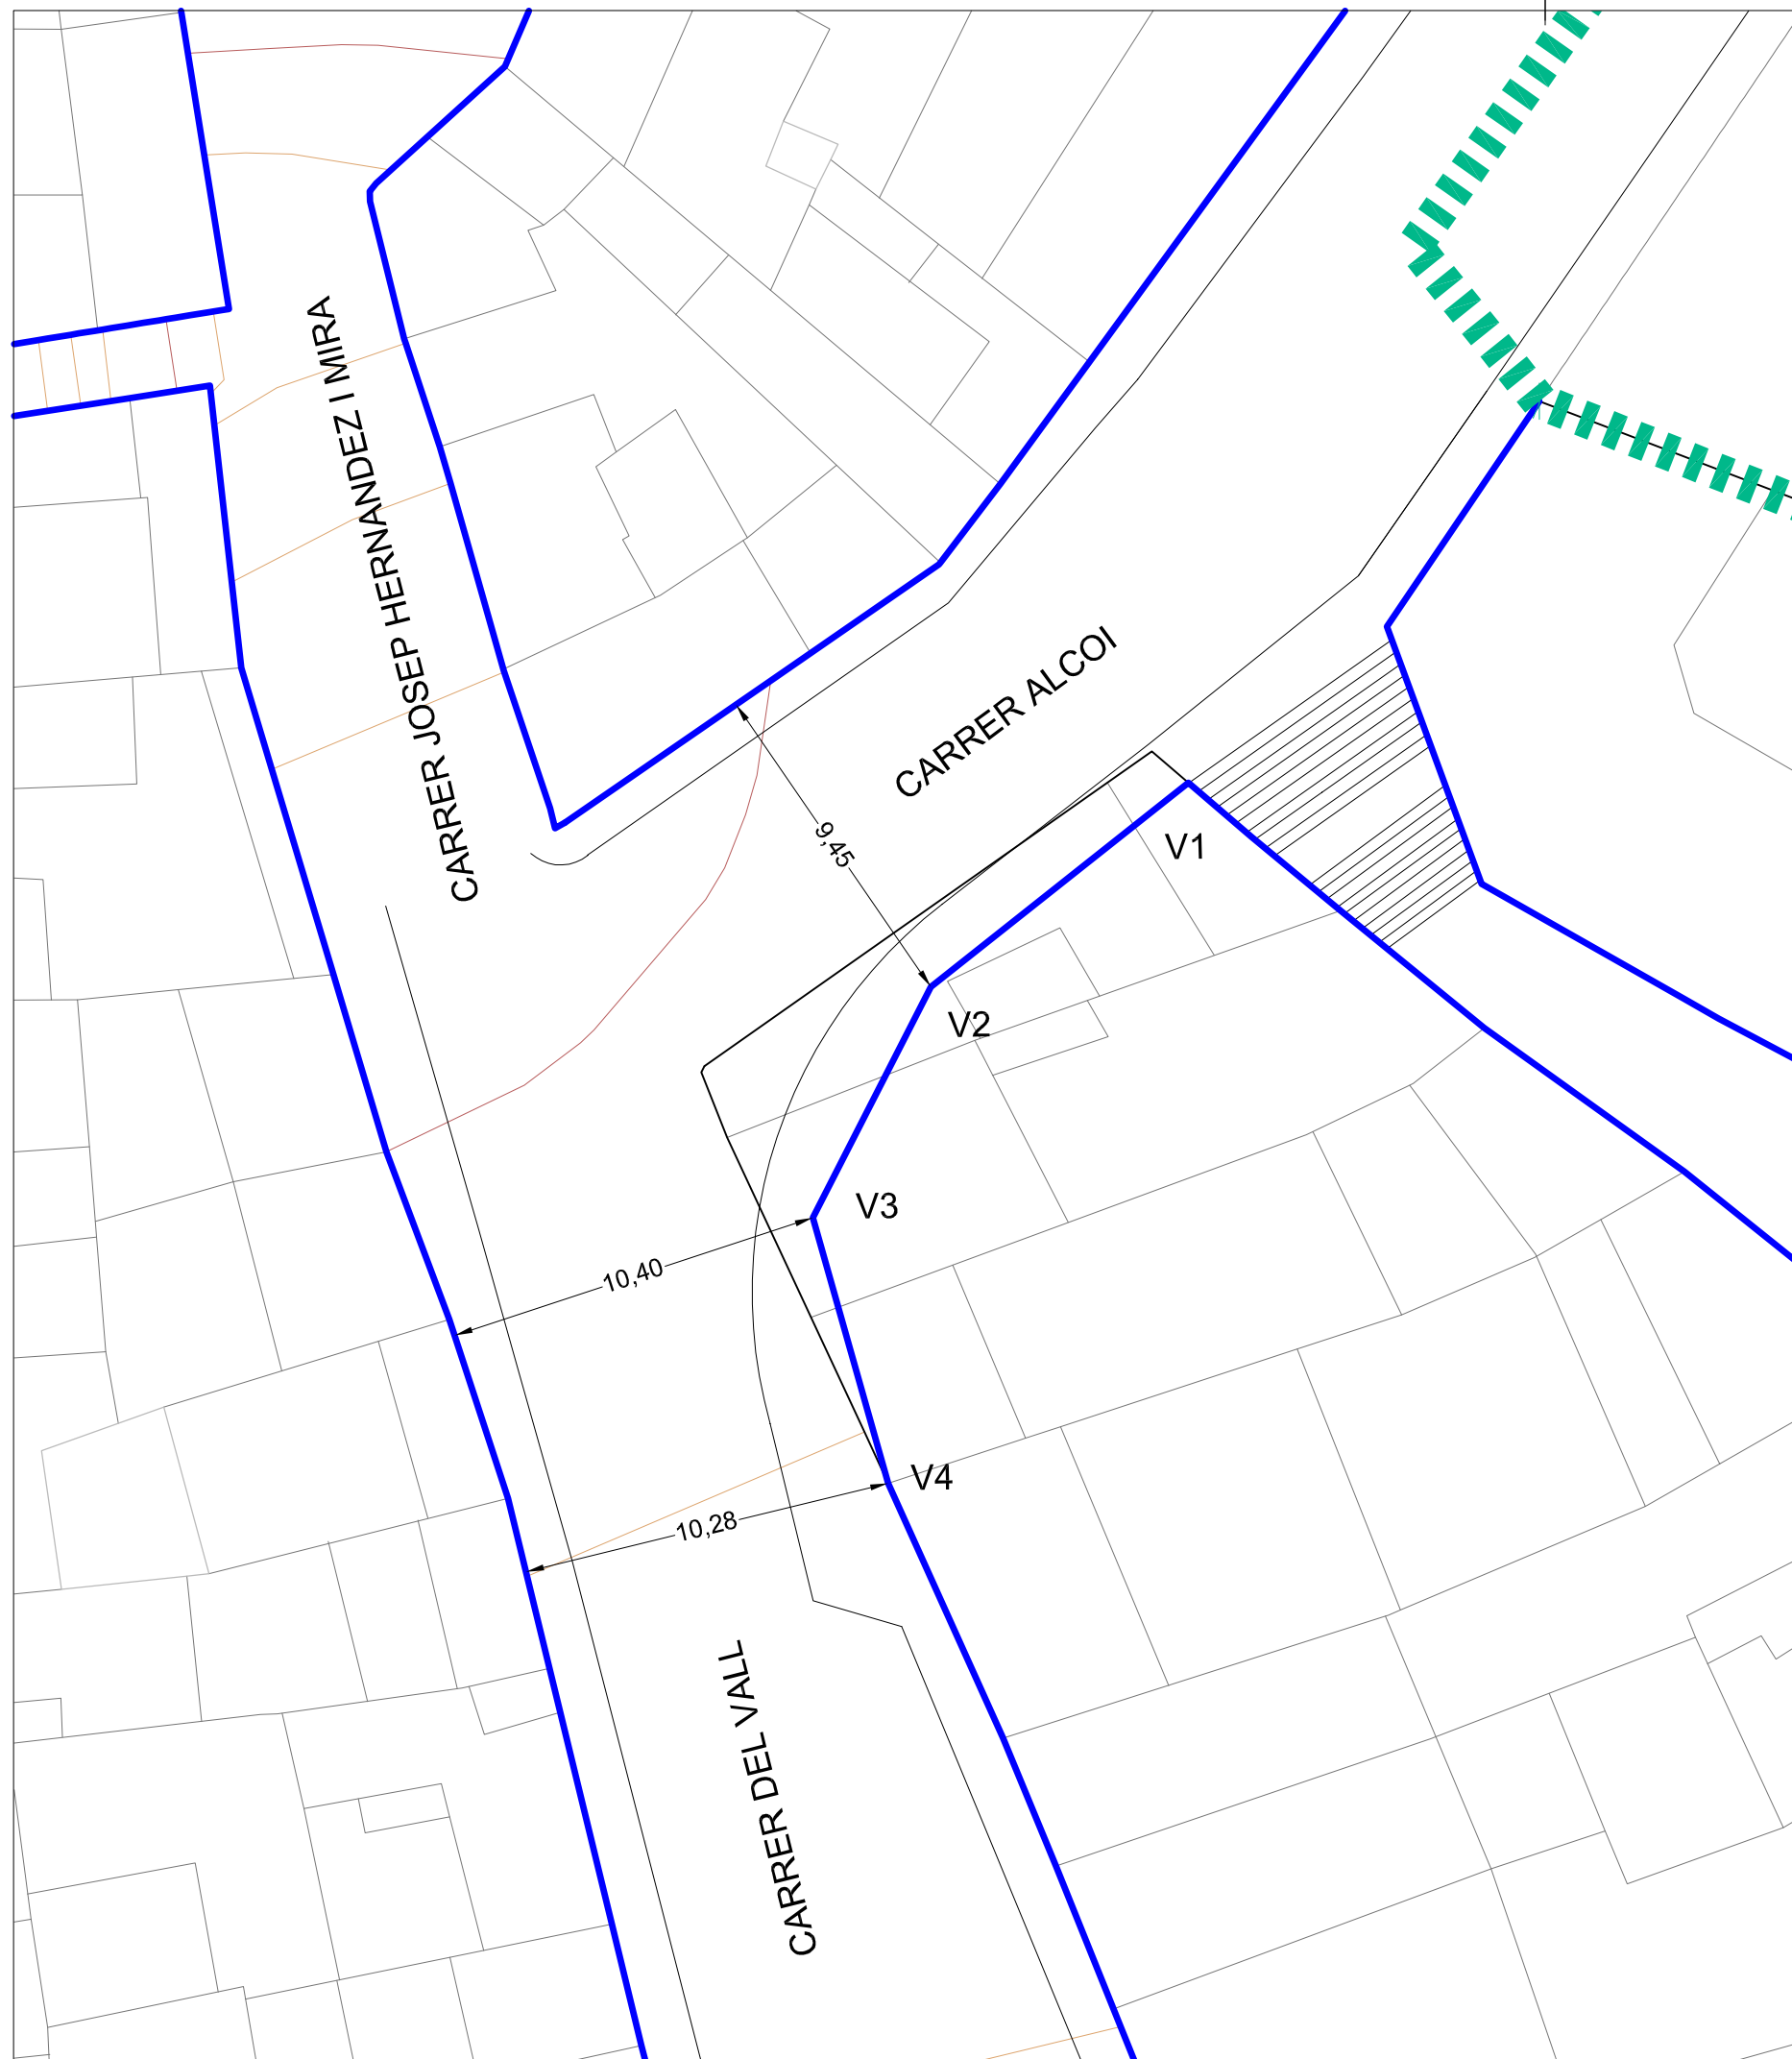 CARRER JOSEP HERNANDEZ I MIRA
CARRER ALCOI
9,45
V1
V2
V3
10,40
V4
10,28
CARRER DEL VALL